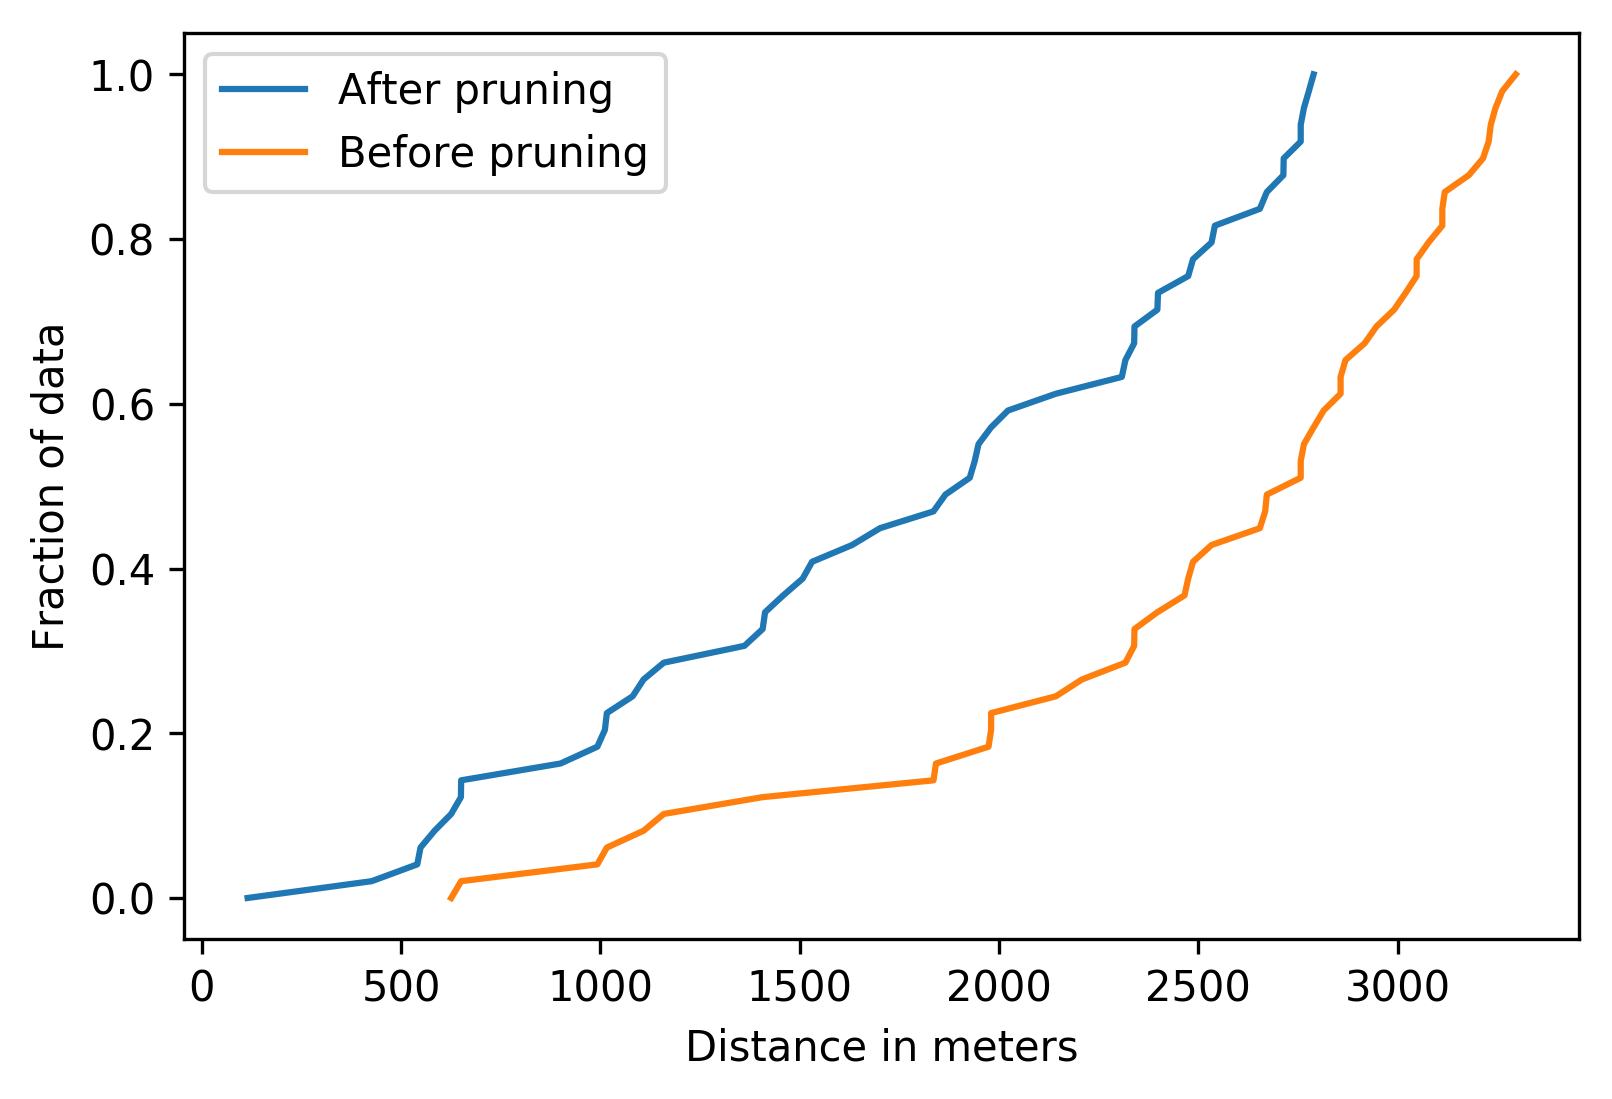 After pruning
Before pruning
1.0
0.8
0.6
0.4
0.2
0.0
Fraction of data
0 500 1000 1500 2000 2500 3000
Distance in meters